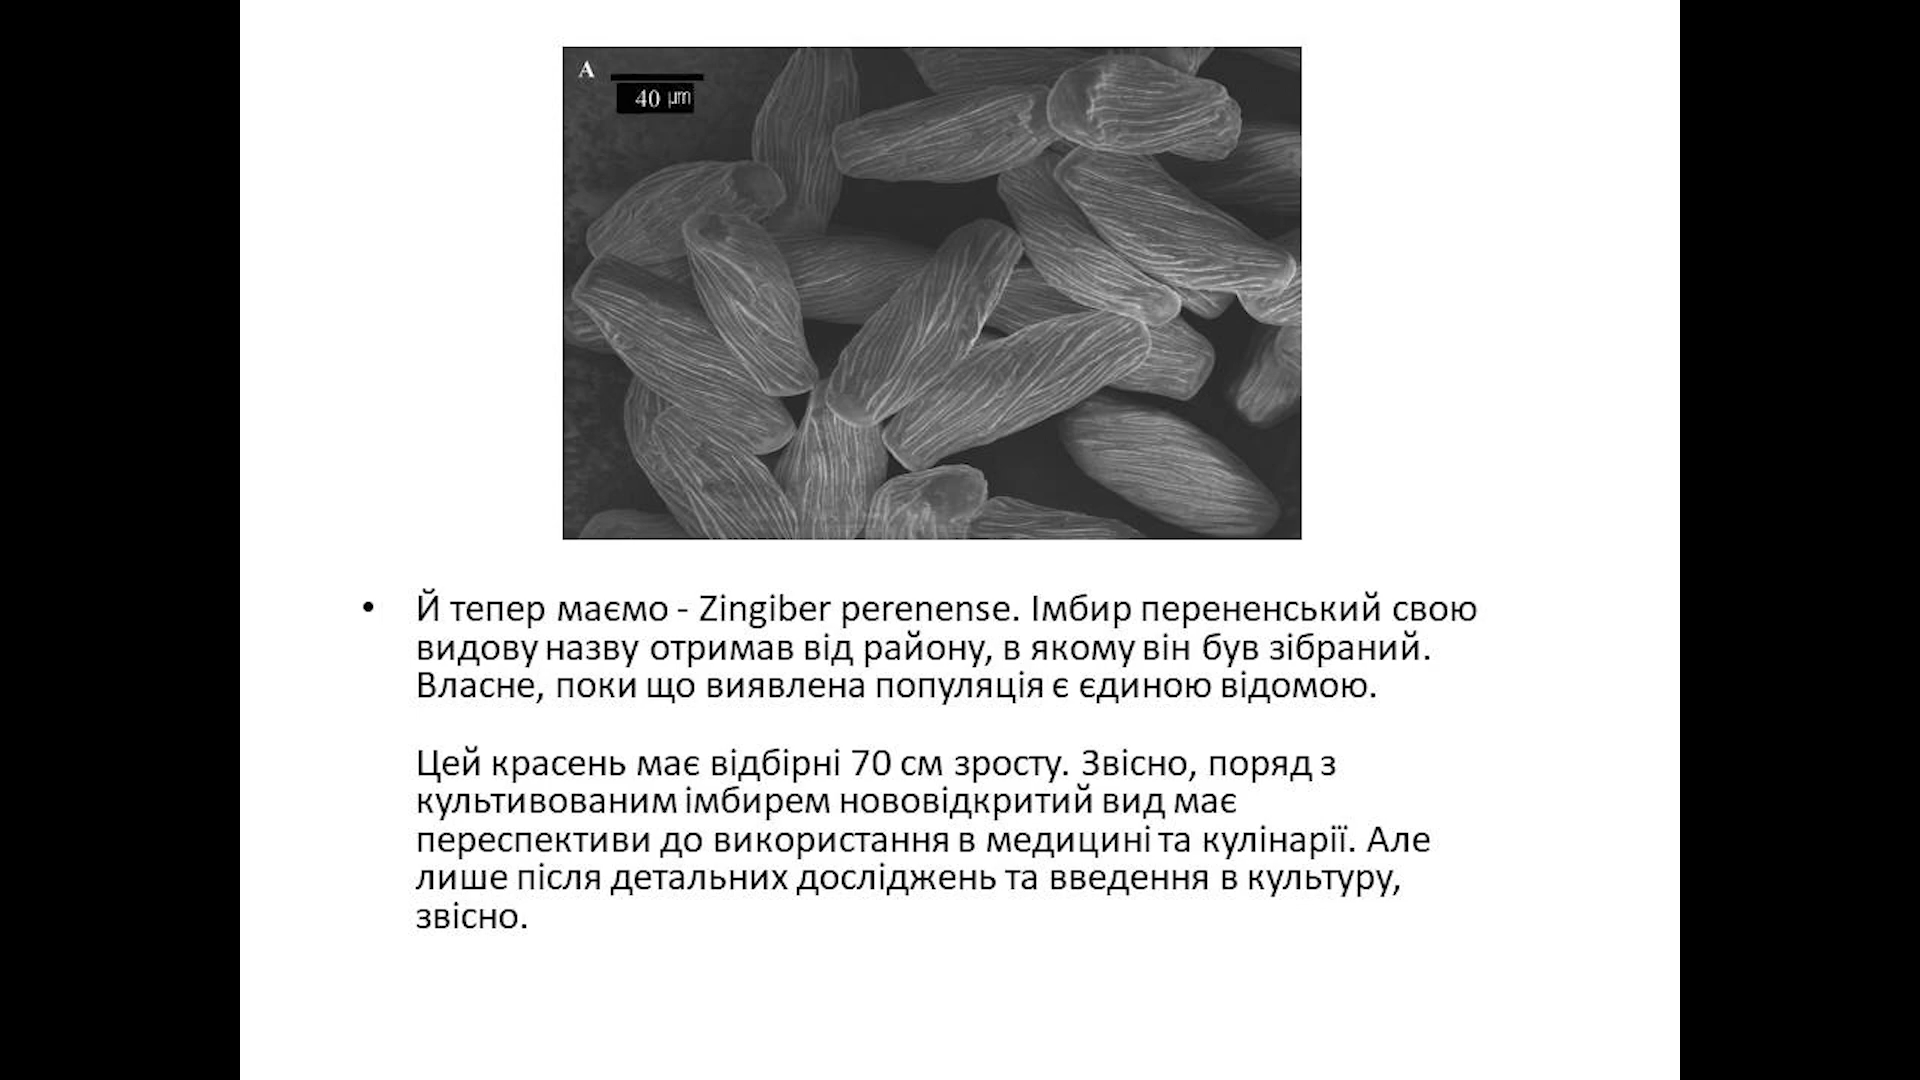 A
40 µm
• Й тепер маємо - Zingiber perenense. Імбир перененський свою
видову назву отримав від району, в якому він був зібраний.
Власне, поки що виявлена популяція є єдиною відомою.
Цей красень має відбірні 70 см зросту. Звісно, поряд з
культивованим імбирем нововідкритий вид має
переспективи до використання в медицині та кулінарії. Але
лише після детальних досліджень та введення в культуру,
звісно.